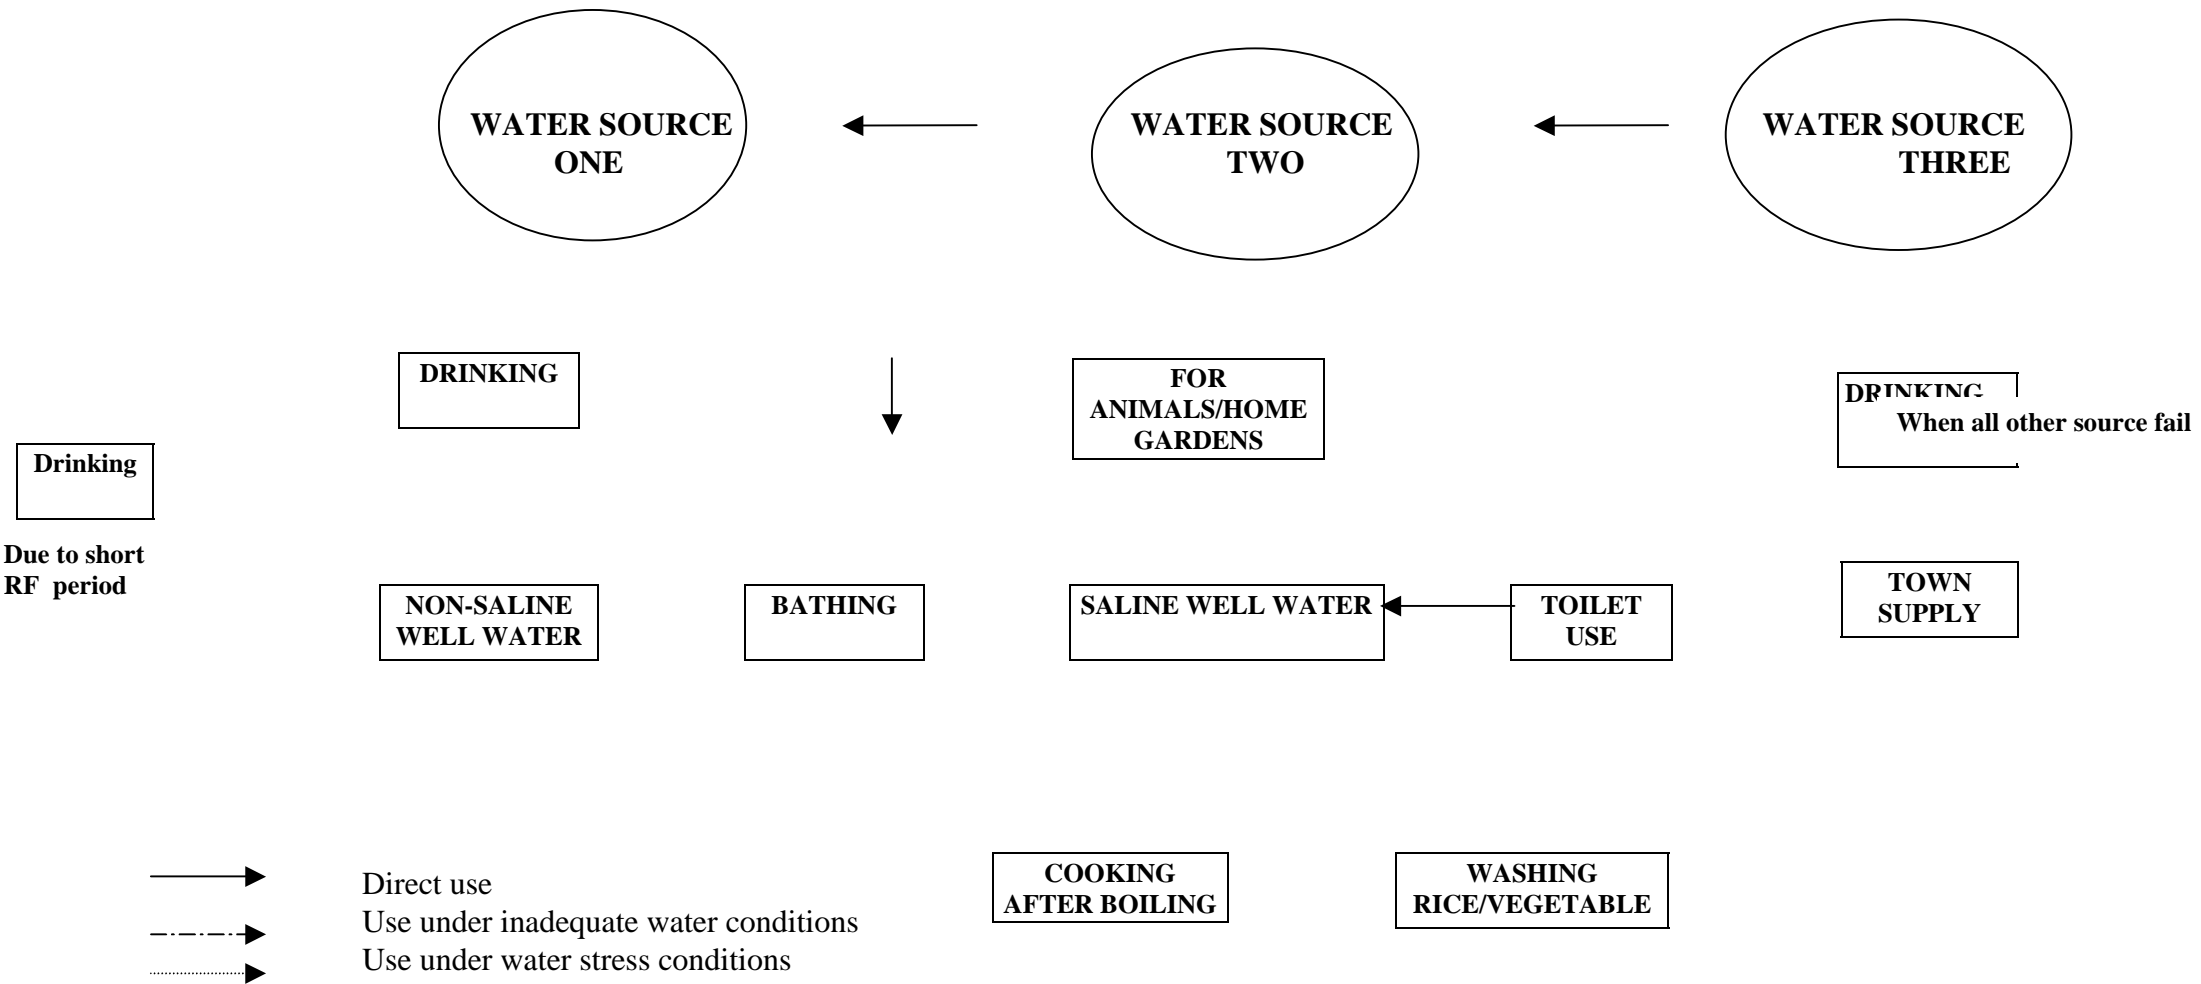 WATER SOURCE
ONE
WATER SOURCE
TWO
WATER SOURCE
THREE
DRINKING
FOR
ANIMALS/HOME
GARDENS
DRINKING
When all other source fail
Drinking
Due to short
RF period
NON-SALINE
WELL WATER
BATHING
SALINE WELL WATER
TOILET
USE
TOWN
SUPPLY
COOKING
AFTER BOILING
WASHING
RICE/VEGETABLE
Direct use
Use under inadequate water conditions
Use under water stress conditions